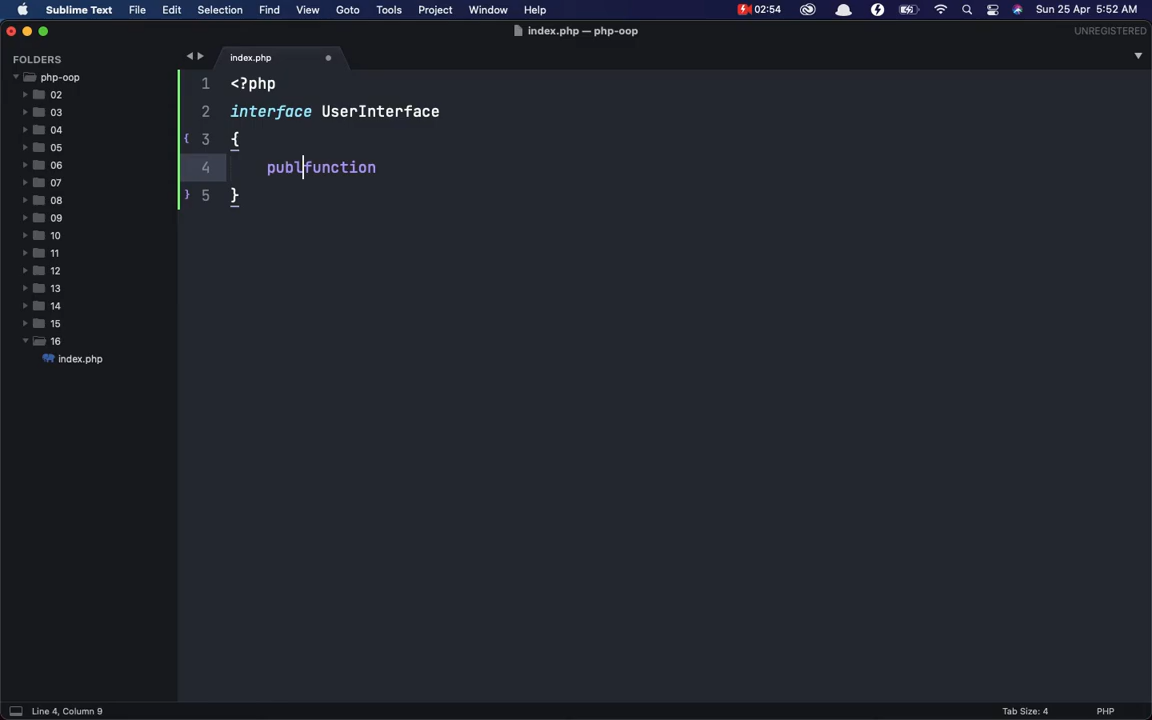 Sublime Text File Edit Selection Find View Goto Tools Project Window Help 02:54 Sun 25 Apr 5:52 AM
index.php — php-oop UNREGISTERED
FOLDERS
php-oop
02
03
04
05
06
07
08
09
10
11
12
13
14
15
16
index.php
index.php
1 <?php
2 interface UserInterface
3 {
4 publfunction
5 }
Line 4, Column 9 Tab Size: 4 PHP